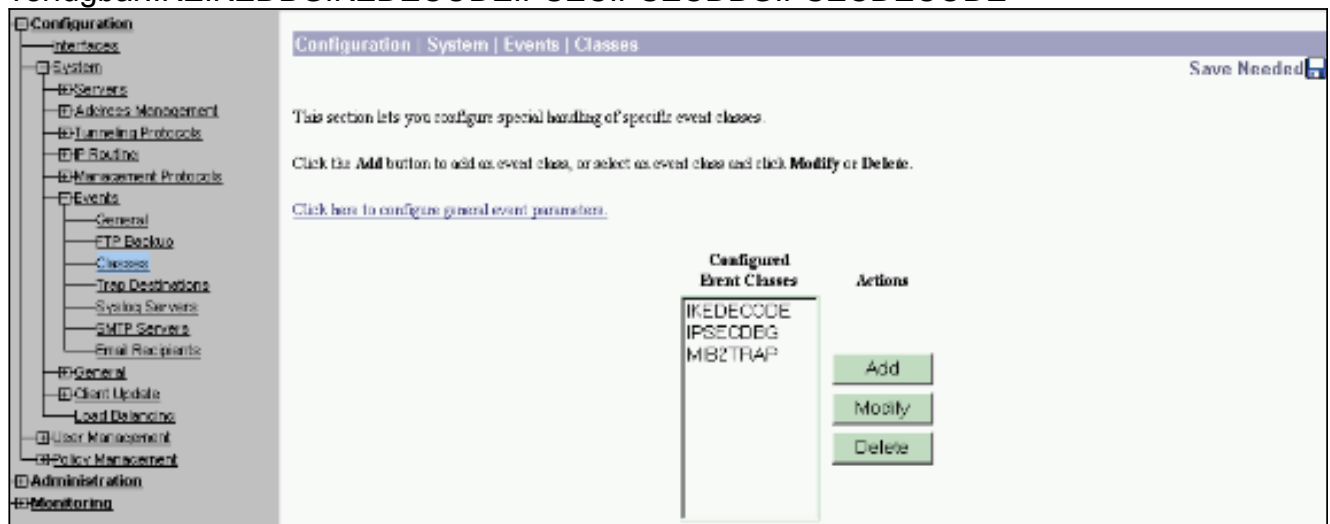 Configuration
Interfaces
System
Servers
Address Management
Tunneling Protocols
IP Routing
Management Protocols
Events
General
FTP Backup
Classes
Trap Destinations
Syslog Servers
SMTP Servers
Email Recipients
General
Client Update
Load Balancing
User Management
Policy Management
Administration
Monitoring
Configuration | System | Events | Classes
Save Needed
This section lets you configure special handling of specific event classes.
Click the Add button to add an event class, or select an event class and click Modify or Delete.
Click here to configure general event parameters.
Configured
Event Classes
Actions
IKEDECODE
IPSECDBG
MIB2TRAP
Add
Modify
Delete